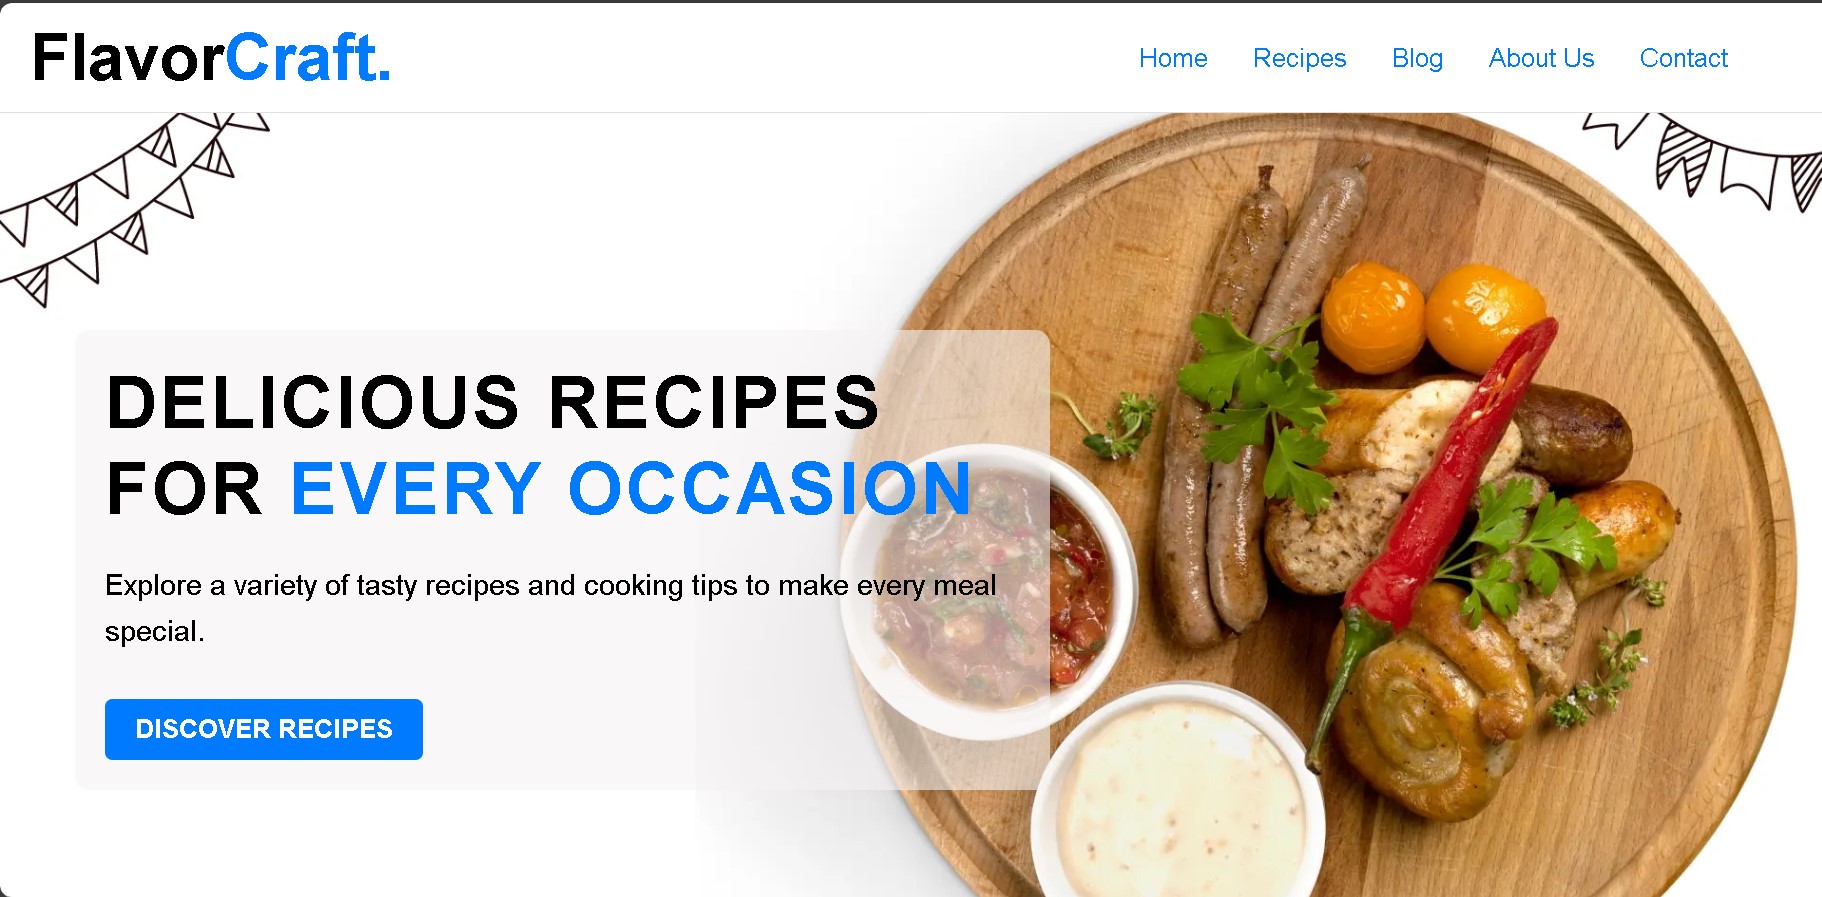 FlavorCraft.
Home Recipes Blog About Us Contact
DELICIOUS RECIPES
FOR EVERY OCCASION
Explore a variety of tasty recipes and cooking tips to make every meal
special.
DISCOVER RECIPES